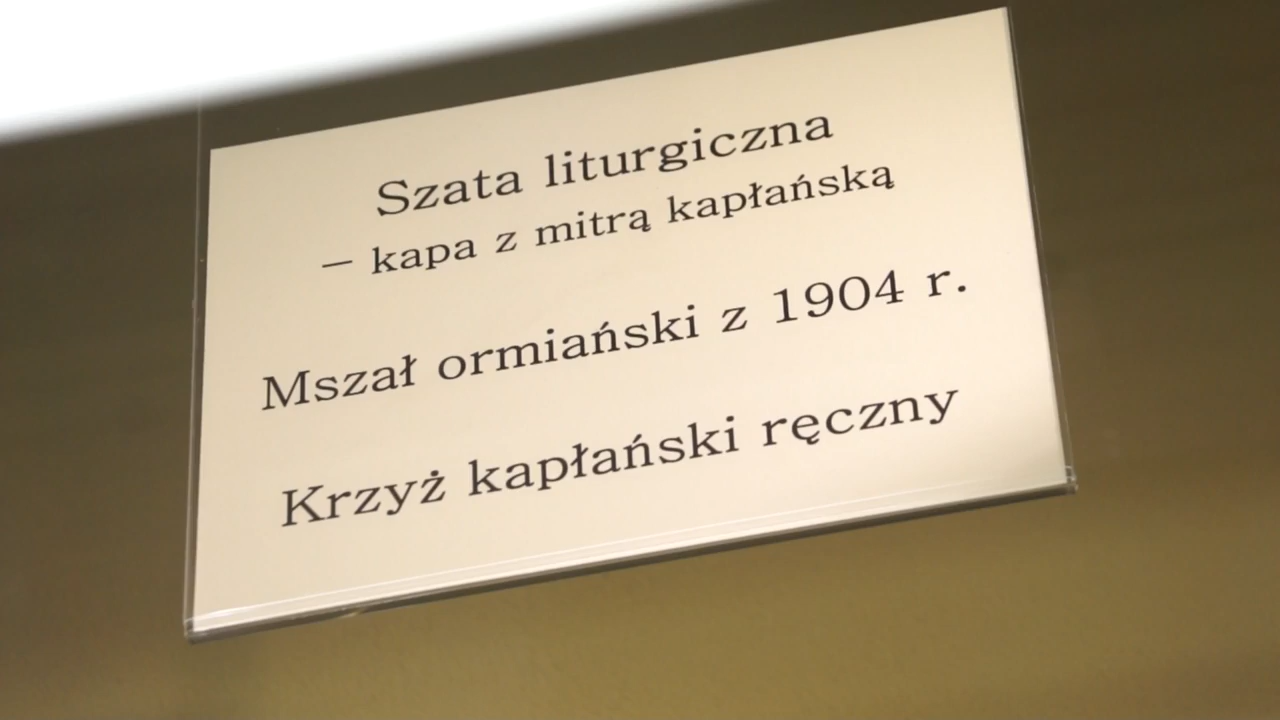 Szata liturgiczna
– kapa z mitrą kapłańską
Mszał ormiański z 1904 r.
Krzyż kapłański ręczny